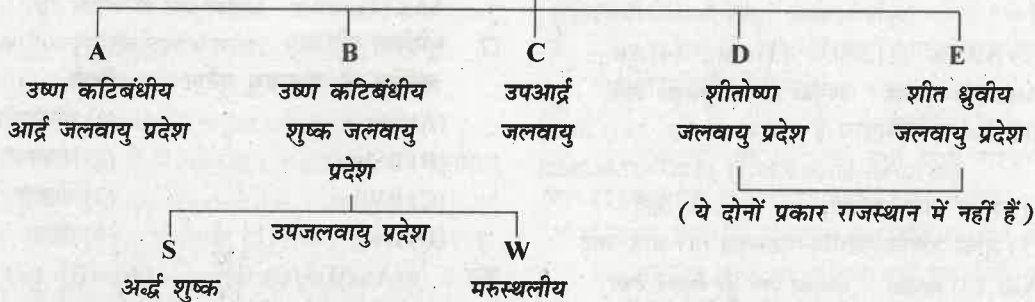 A B C D E
उष्ण कटिबंधीय उष्ण कटिबंधीय उपआर्द्र शीतोष्ण शीत ध्रुवीय
आर्द्र जलवायु प्रदेश शुष्क जलवायु जलवायु जलवायु प्रदेश जलवायु प्रदेश
प्रदेश
(ये दोनों प्रकार राजस्थान में नहीं हैं)
उपजलवायु प्रदेश
S W
अर्द्ध शुष्क मरुस्थलीय